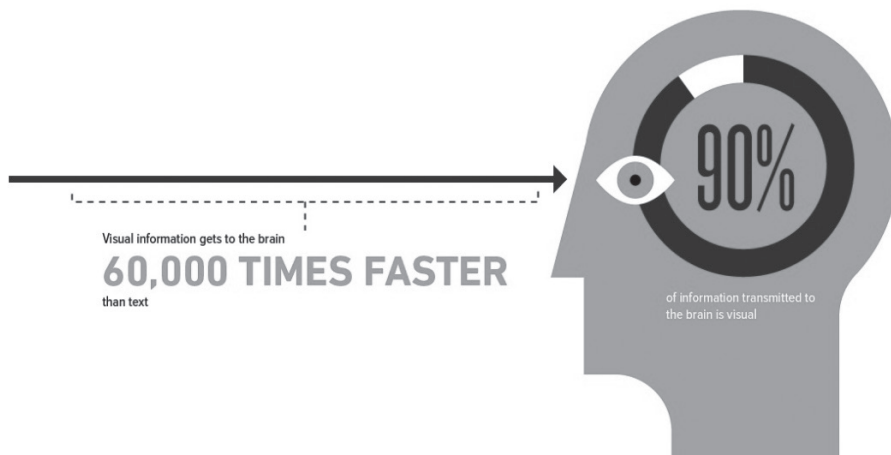 Visual information gets to the brain
60,000 TIMES FASTER
than text
90%
of information transmitted to
the brain is visual